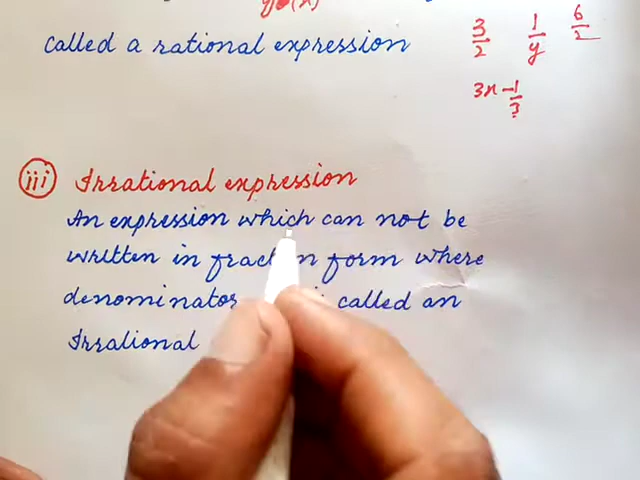 called a rational expression
3/2 1/y 6/2
3x - 1/3
iii Irrational expression
An expression which can not be
written in form where
denominator called an
Irrational